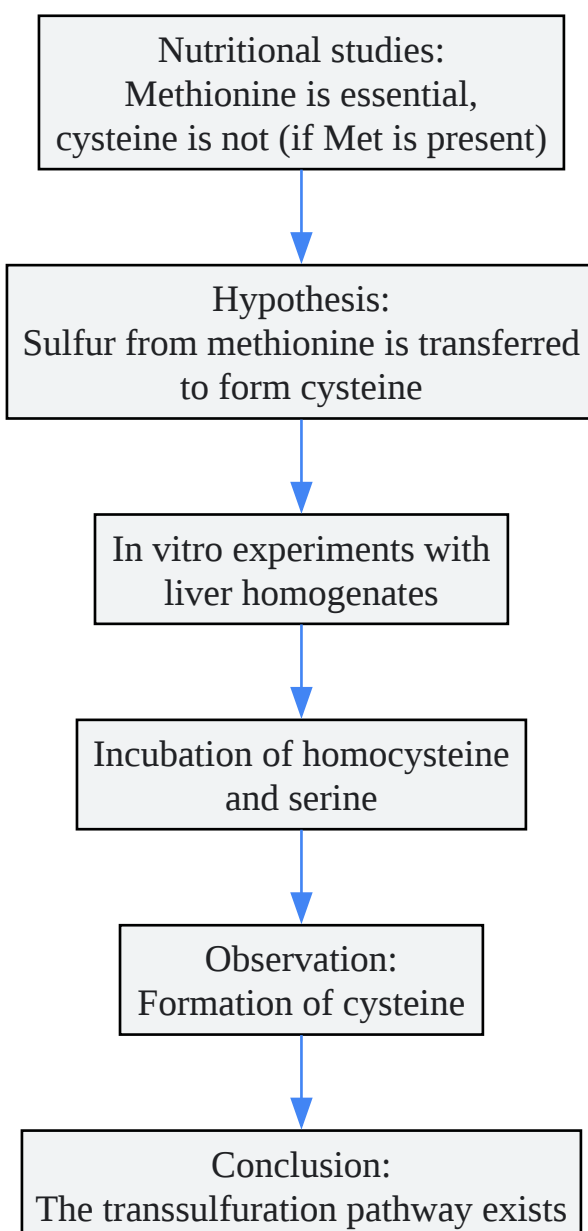 Nutritional studies:
Methionine is essential,
cysteine is not (if Met is present)
Hypothesis:
Sulfur from methionine is transferred
to form cysteine
In vitro experiments with
liver homogenates
Incubation of homocysteine
and serine
Observation:
Formation of cysteine
Conclusion:
The transsulfuration pathway exists